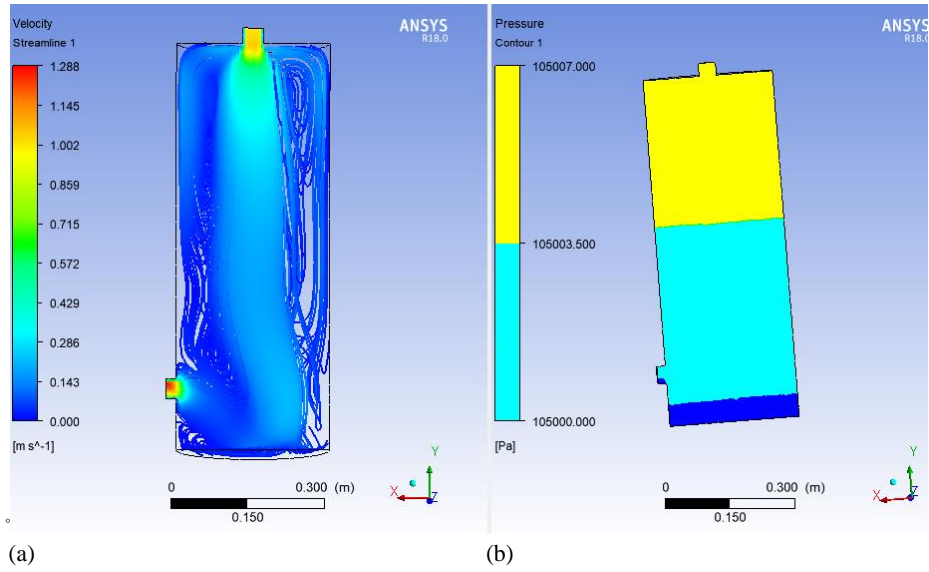 Velocity
Streamline 1
ANSYS
R18.0
1.288
1.145
1.002
0.859
0.715
0.572
0.429
0.286
0.143
0.000
[m s^-1]
0 0.300 (m)
0.150
Y
X Z
Pressure
Contour 1
ANSYS
R18.0
105007.000
105003.500
105000.000
[Pa]
0 0.300 (m)
0.150
Y
X Z
(a) (b)